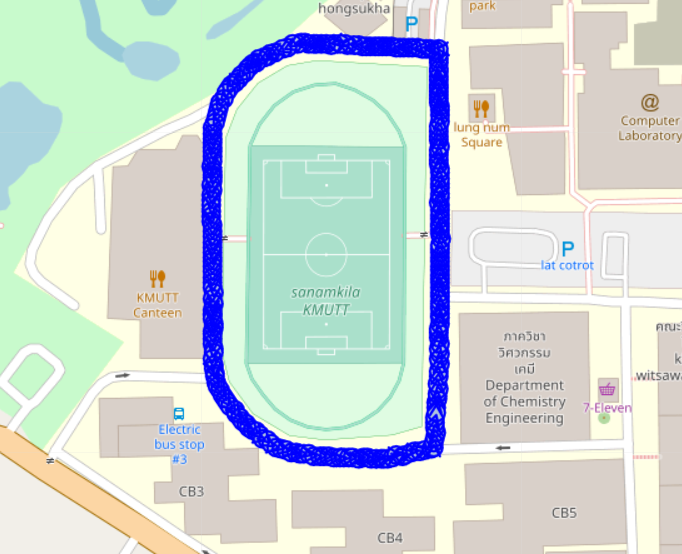 hongsukha
P
park
@
Computer
Laboratory
lung num
Square
P
lat cotrot
KMUTT
Canteen
sanamkila
KMUTT
ภาควิชา
วิศวกรรม
เคมี
Department
of Chemistry
Engineering
คณะ
k
witsawa
7-Eleven
Electric
bus stop
#3
CB3
CB4
CB5